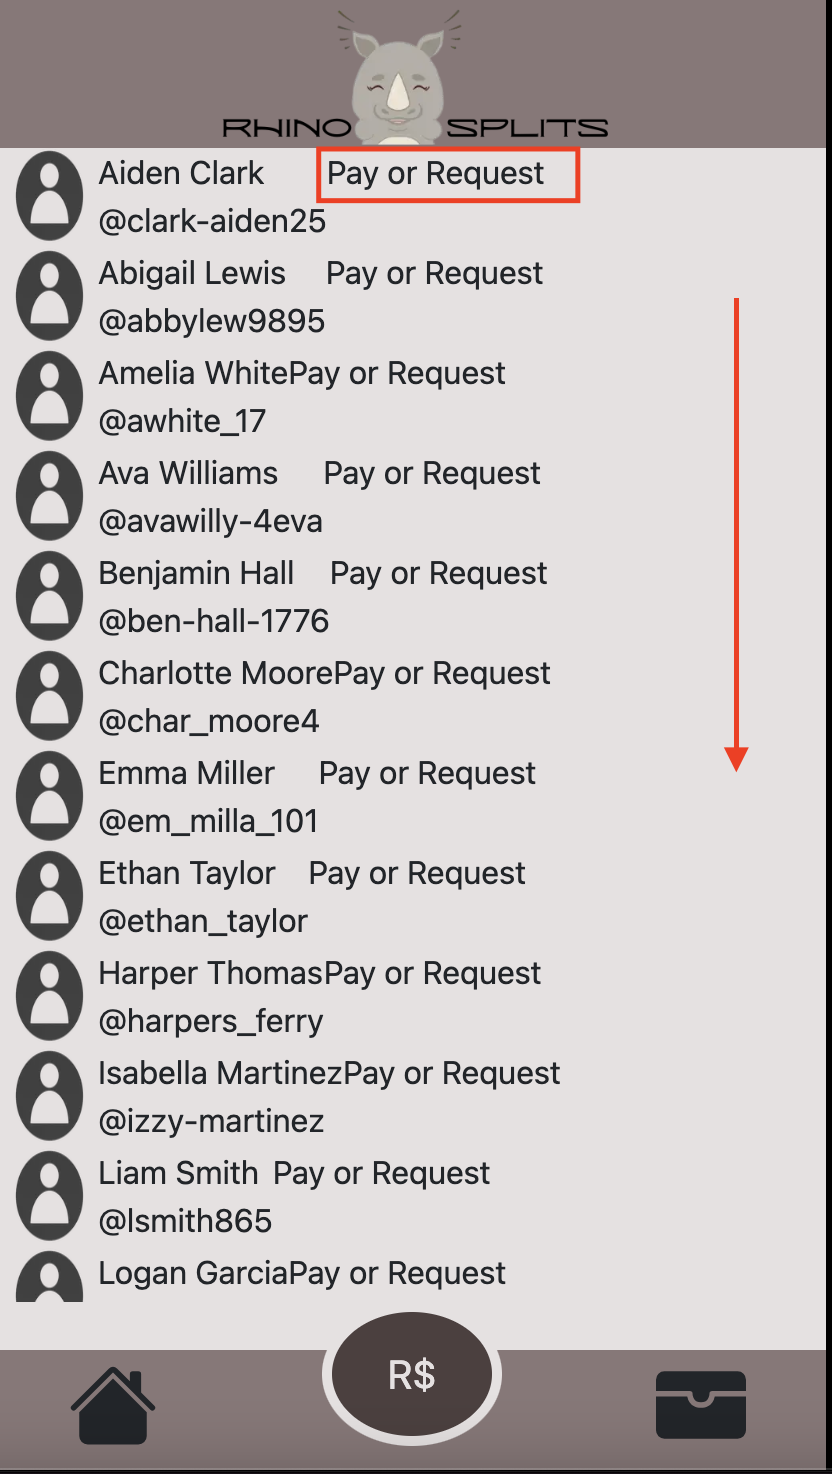 RHINO SPLITS
Aiden Clark Pay or Request
@clark-aiden25
Abigail Lewis Pay or Request
@abbylew9895
Amelia WhitePay or Request
@awhite_17
Ava Williams Pay or Request
@avawilly-4eva
Benjamin Hall Pay or Request
@ben-hall-1776
Charlotte MoorePay or Request
@char_moore4
Emma Miller Pay or Request
@em_milla_101
Ethan Taylor Pay or Request
@ethan_taylor
Harper ThomasPay or Request
@harpers_ferry
Isabella MartinezPay or Request
@izzy-martinez
Liam Smith Pay or Request
@lsmith865
Logan GarciaPay or Request
R$